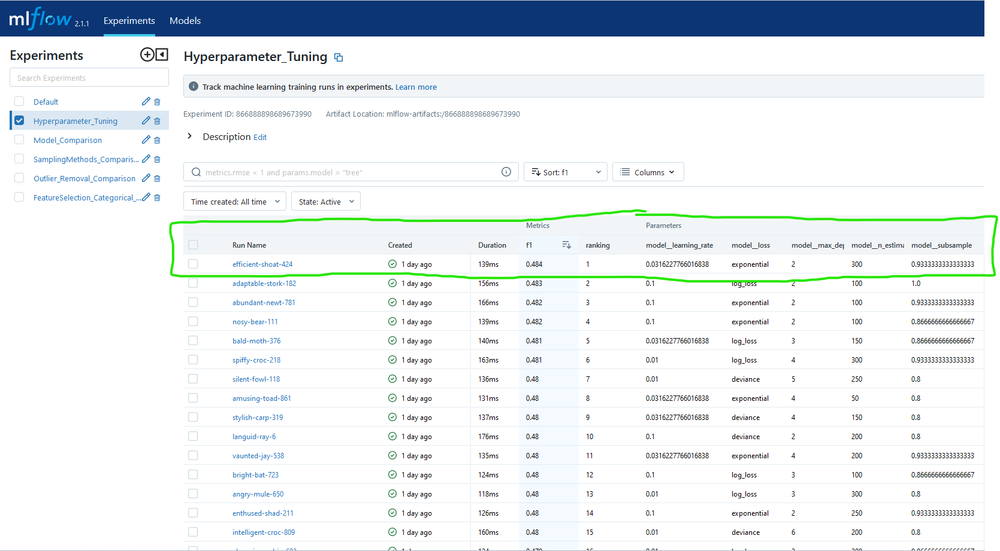 mlflow 2.1.1 Experiments Models
Experiments
Search Experiments
Default
Hyperparameter_Tuning
Model_Comparison
SamplingMethods_Comparis...
Outlier_Removal_Comparison
FeatureSelection_Categorical_...
Hyperparameter_Tuning
Track machine learning training runs in experiments. Learn more
Experiment ID: 866888898689673990 Artifact Location: mlflow-artifacts:/866888898689673990
Description Edit
metrics.rmse < 1 and params.model = "tree" Sort: f1 Columns
Time created: All time State: Active
Metrics Parameters
Run Name Created Duration f1 ranking model__learning_rate model__loss model__max_dep model__n_estima model__subsample
efficient-shoat-424 1 day ago 139ms 0.484 1 0.0316227766016838 exponential 2 300 0.9333333333333333
adaptable-stork-182 1 day ago 156ms 0.483 2 0.1 log_loss 2 100 1.0
abundant-newt-781 1 day ago 166ms 0.482 3 0.1 exponential 2 100 0.9333333333333333
nosy-bear-111 1 day ago 139ms 0.482 4 0.1 exponential 2 100 0.8666666666666667
bald-moth-376 1 day ago 140ms 0.481 5 0.0316227766016838 log_loss 3 150 0.8666666666666667
spiffy-croc-218 1 day ago 163ms 0.481 6 0.01 log_loss 4 300 0.9333333333333333
silent-fowl-118 1 day ago 136ms 0.48 7 0.01 deviance 5 250 0.8
amusing-toad-861 1 day ago 131ms 0.48 8 0.0316227766016838 exponential 4 50 0.8
stylish-carp-319 1 day ago 137ms 0.48 9 0.0316227766016838 deviance 4 150 0.8
languid-ray-6 1 day ago 176ms 0.48 10 0.1 deviance 2 200 0.8
vaunted-jay-538 1 day ago 135ms 0.48 11 0.0316227766016838 exponential 4 200 0.9333333333333333
bright-bat-723 1 day ago 124ms 0.48 12 0.1 log_loss 3 100 0.8666666666666667
angry-mule-650 1 day ago 118ms 0.48 13 0.01 log_loss 3 300 0.8
enthused-shad-211 1 day ago 126ms 0.48 14 0.1 exponential 2 250 0.9333333333333333
intelligent-croc-809 1 day ago 160ms 0.48 15 0.01 deviance 6 200 0.8